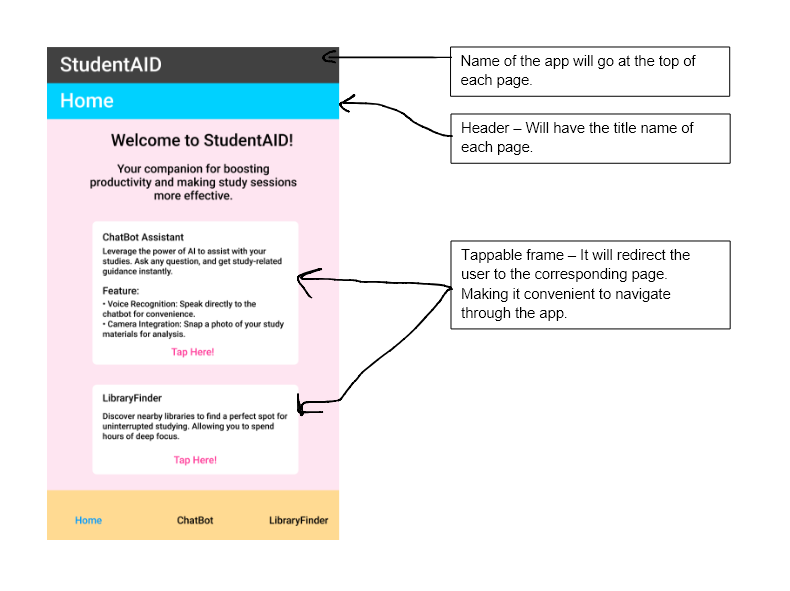 StudentAID
Home
Welcome to StudentAID!
Your companion for boosting
productivity and making study sessions
more effective.
ChatBot Assistant
Leverage the power of AI to assist with your
studies. Ask any question, and get study-related
guidance instantly.
Feature:
• Voice Recognition: Speak directly to the
chatbot for convenience.
• Camera Integration: Snap a photo of your study
materials for analysis.
Tap Here!
LibraryFinder
Discover nearby libraries to find a perfect spot for
uninterrupted studying. Allowing you to spend
hours of deep focus.
Tap Here!
Home
ChatBot
LibraryFinder
Name of the app will go at the top of
each page.
Header – Will have the title name of
each page.
Tappable frame – It will redirect the
user to the corresponding page.
Making it convenient to navigate
through the app.